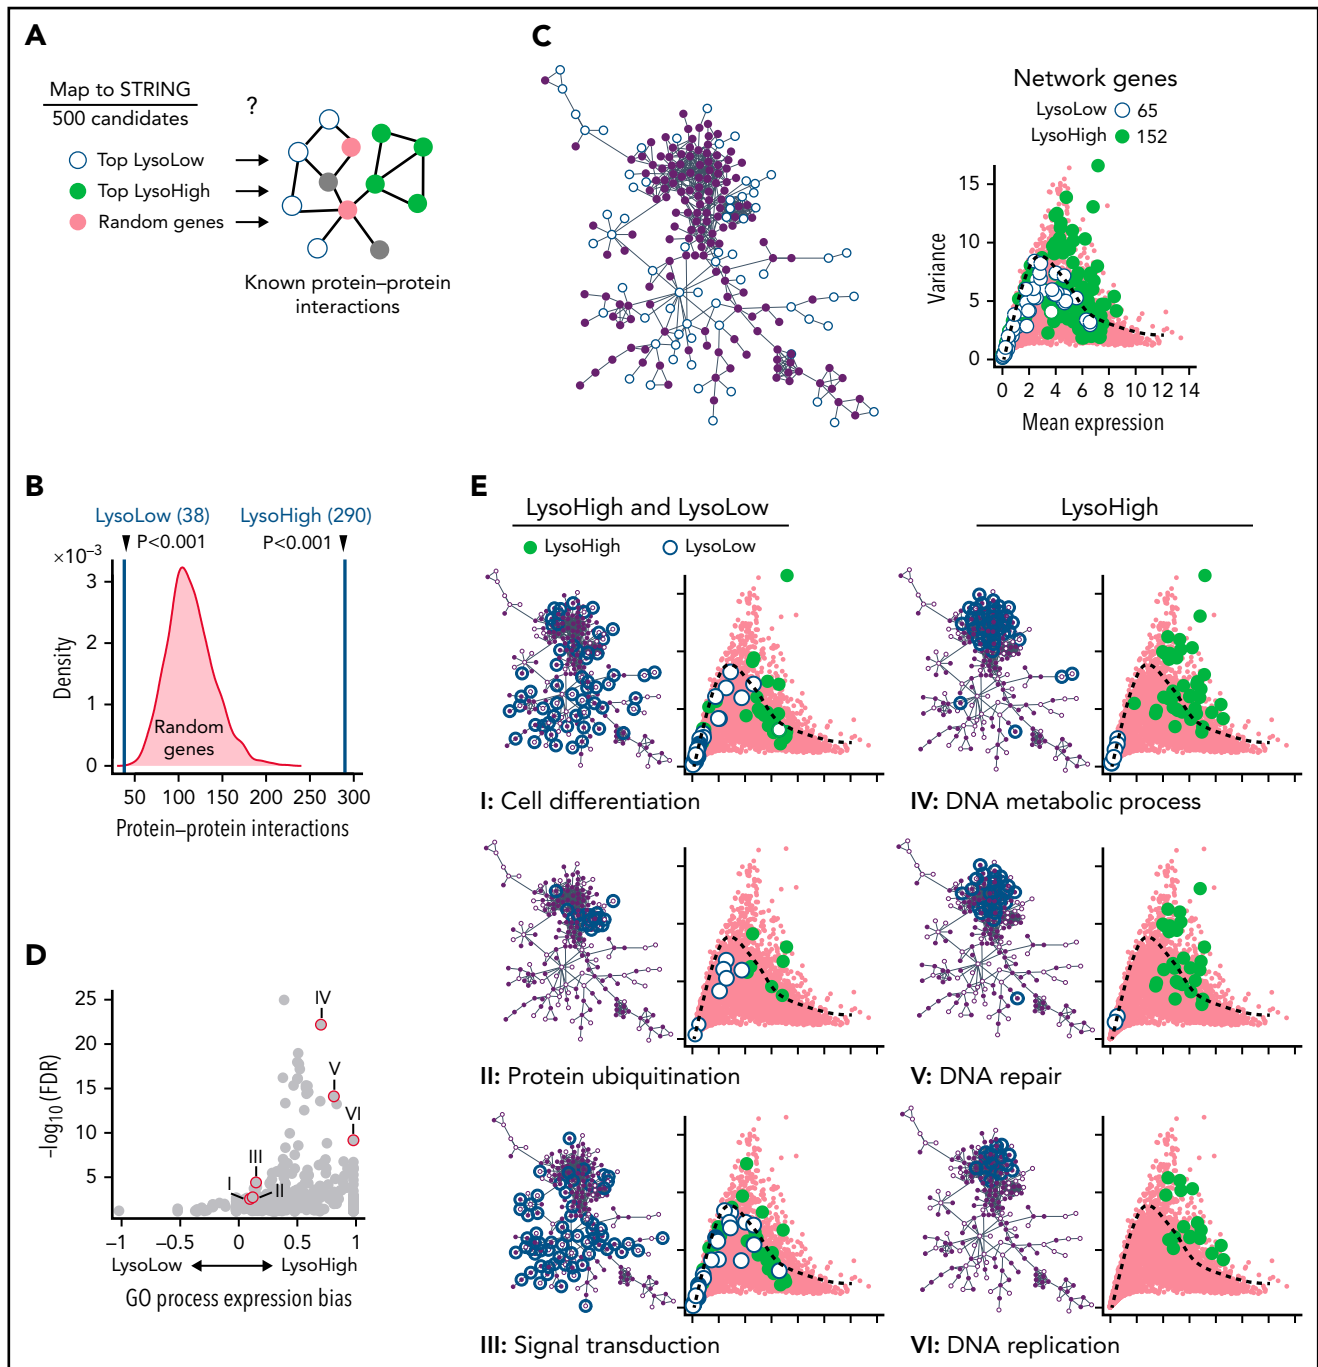 A
Map to STRING
500 candidates
?
Top LysoLow
Top LysoHigh
Random genes
Known protein–protein
interactions
C
Network genes
LysoLow 65
LysoHigh 152
Variance
15
10
5
0
0 2 4 6 8 10 12 14
Mean expression
B
LysoLow (38) LysoHigh (290)
P<0.001 P<0.001
×10⁻³
3
2
1
0
Density
Random
genes
50 100 150 200 250 300
Protein–protein interactions
D
25
20
15
10
5
–log₁₀ (FDR)
IV
V
VI
III
I
II
–1 –0.5 0 0.5 1
LysoLow LysoHigh
GO process expression bias
E
LysoHigh and LysoLow
LysoHigh LysoLow
LysoHigh
I: Cell differentiation
IV: DNA metabolic process
II: Protein ubiquitination
V: DNA repair
III: Signal transduction
VI: DNA replication